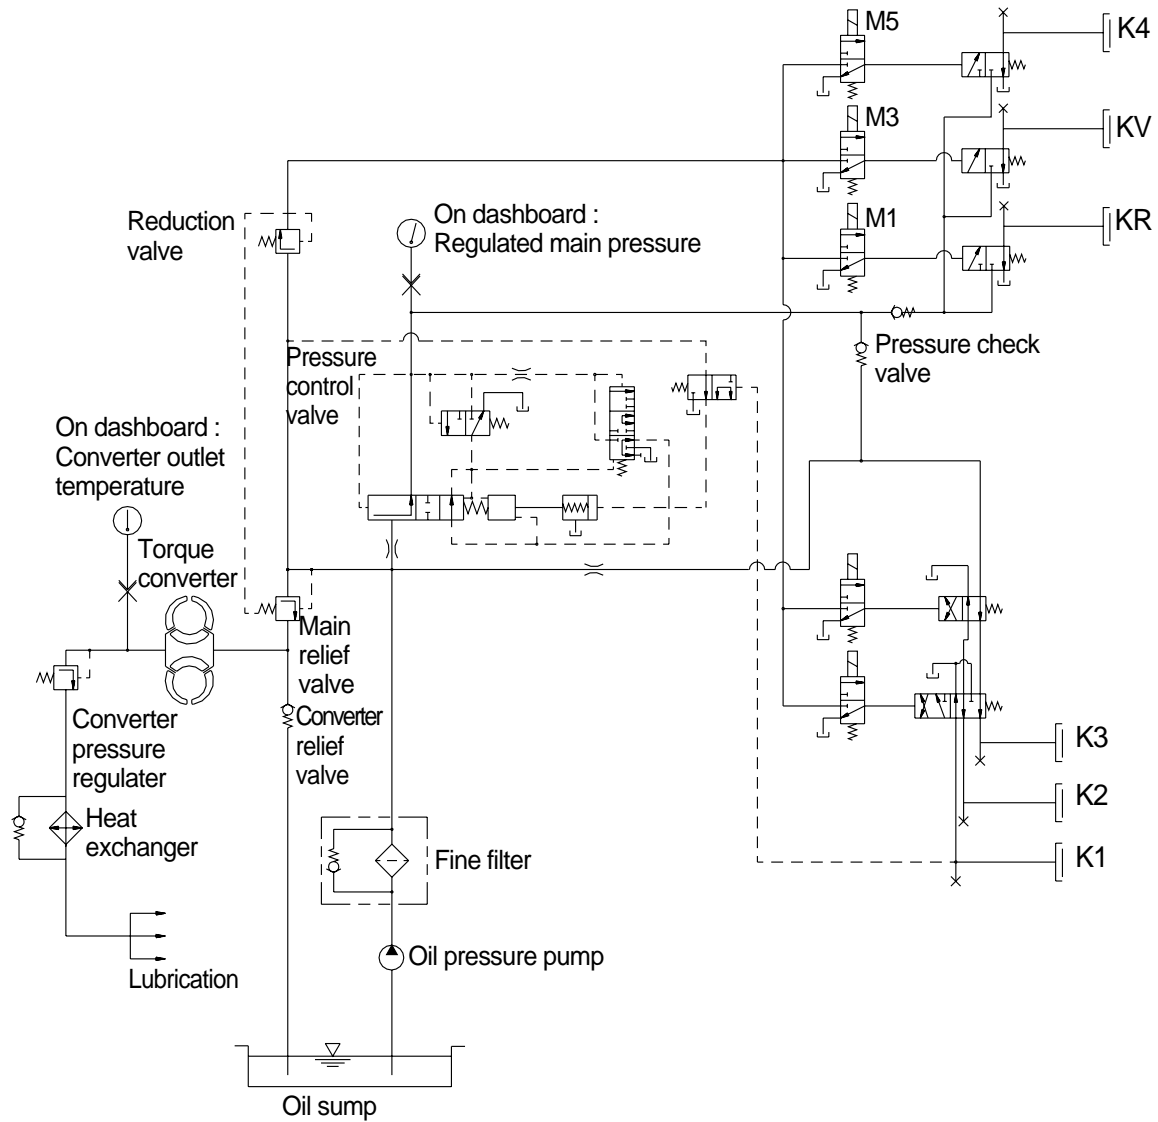 M5
K4
M3
KV
M1
KR
Reduction
valve
On dashboard :
Regulated main pressure
Pressure check
valve
Pressure
control
valve
On dashboard :
Converter outlet
temperature
Torque
converter
Main
relief
valve
Converter
relief
valve
Converter
pressure
regulater
K3
K2
K1
Heat
exchanger
Fine filter
Oil pressure pump
Lubrication
Oil sump